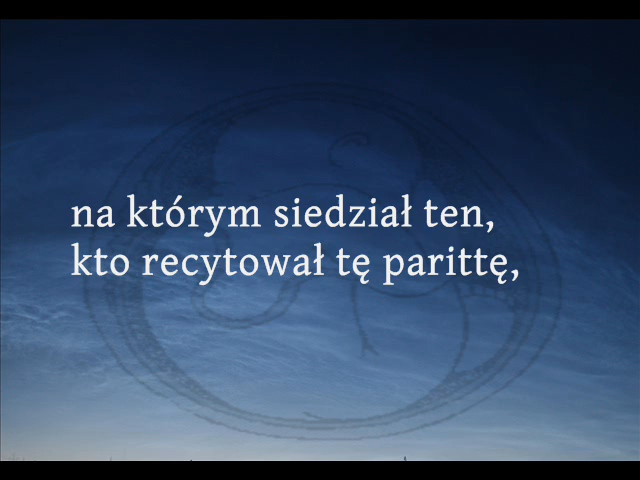 na którym siedział ten,
kto recytował tę parittę,